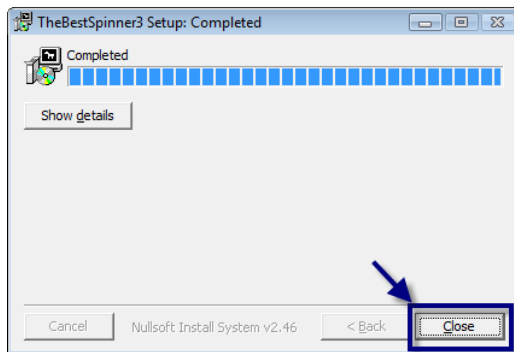 TheBestSpinner3 Setup: Completed
Completed
Show details
Cancel
Nullsoft Install System v2.46
< Back
Close